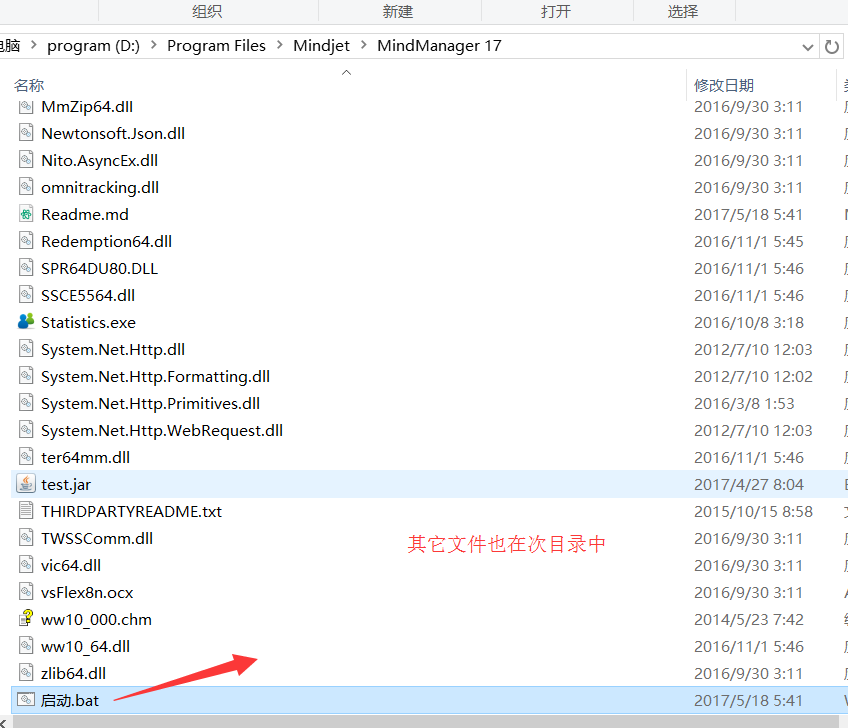 组织 新建 打开 选择
电脑 program (D:) Program Files Mindjet MindManager 17
名称 修改日期
MmZip64.dll 2016/9/30 3:11
Newtonsoft.Json.dll 2016/9/30 3:11
Nito.AsyncEx.dll 2016/9/30 3:11
omnitracking.dll 2016/9/30 3:11
Readme.md 2017/5/18 5:41
Redemption64.dll 2016/11/1 5:45
SPR64DU80.DLL 2016/11/1 5:46
SSCE5564.dll 2016/11/1 5:46
Statistics.exe 2016/10/8 3:18
System.Net.Http.dll 2012/7/10 12:03
System.Net.Http.Formatting.dll 2012/7/10 12:02
System.Net.Http.Primitives.dll 2016/3/8 1:53
System.Net.Http.WebRequest.dll 2012/7/10 12:03
ter64mm.dll 2016/11/1 5:46
test.jar 2017/4/27 8:04
THIRDPARTYREADME.txt 2015/10/15 8:58
TWSSComm.dll 2016/9/30 3:11
其它文件也在次目录中
vic64.dll 2016/9/30 3:11
vsFlex8n.ocx 2016/9/30 3:11
ww10_000.chm 2014/5/23 7:42
ww10_64.dll 2016/11/1 5:46
zlib64.dll 2016/9/30 3:11
启动.bat 2017/5/18 5:41